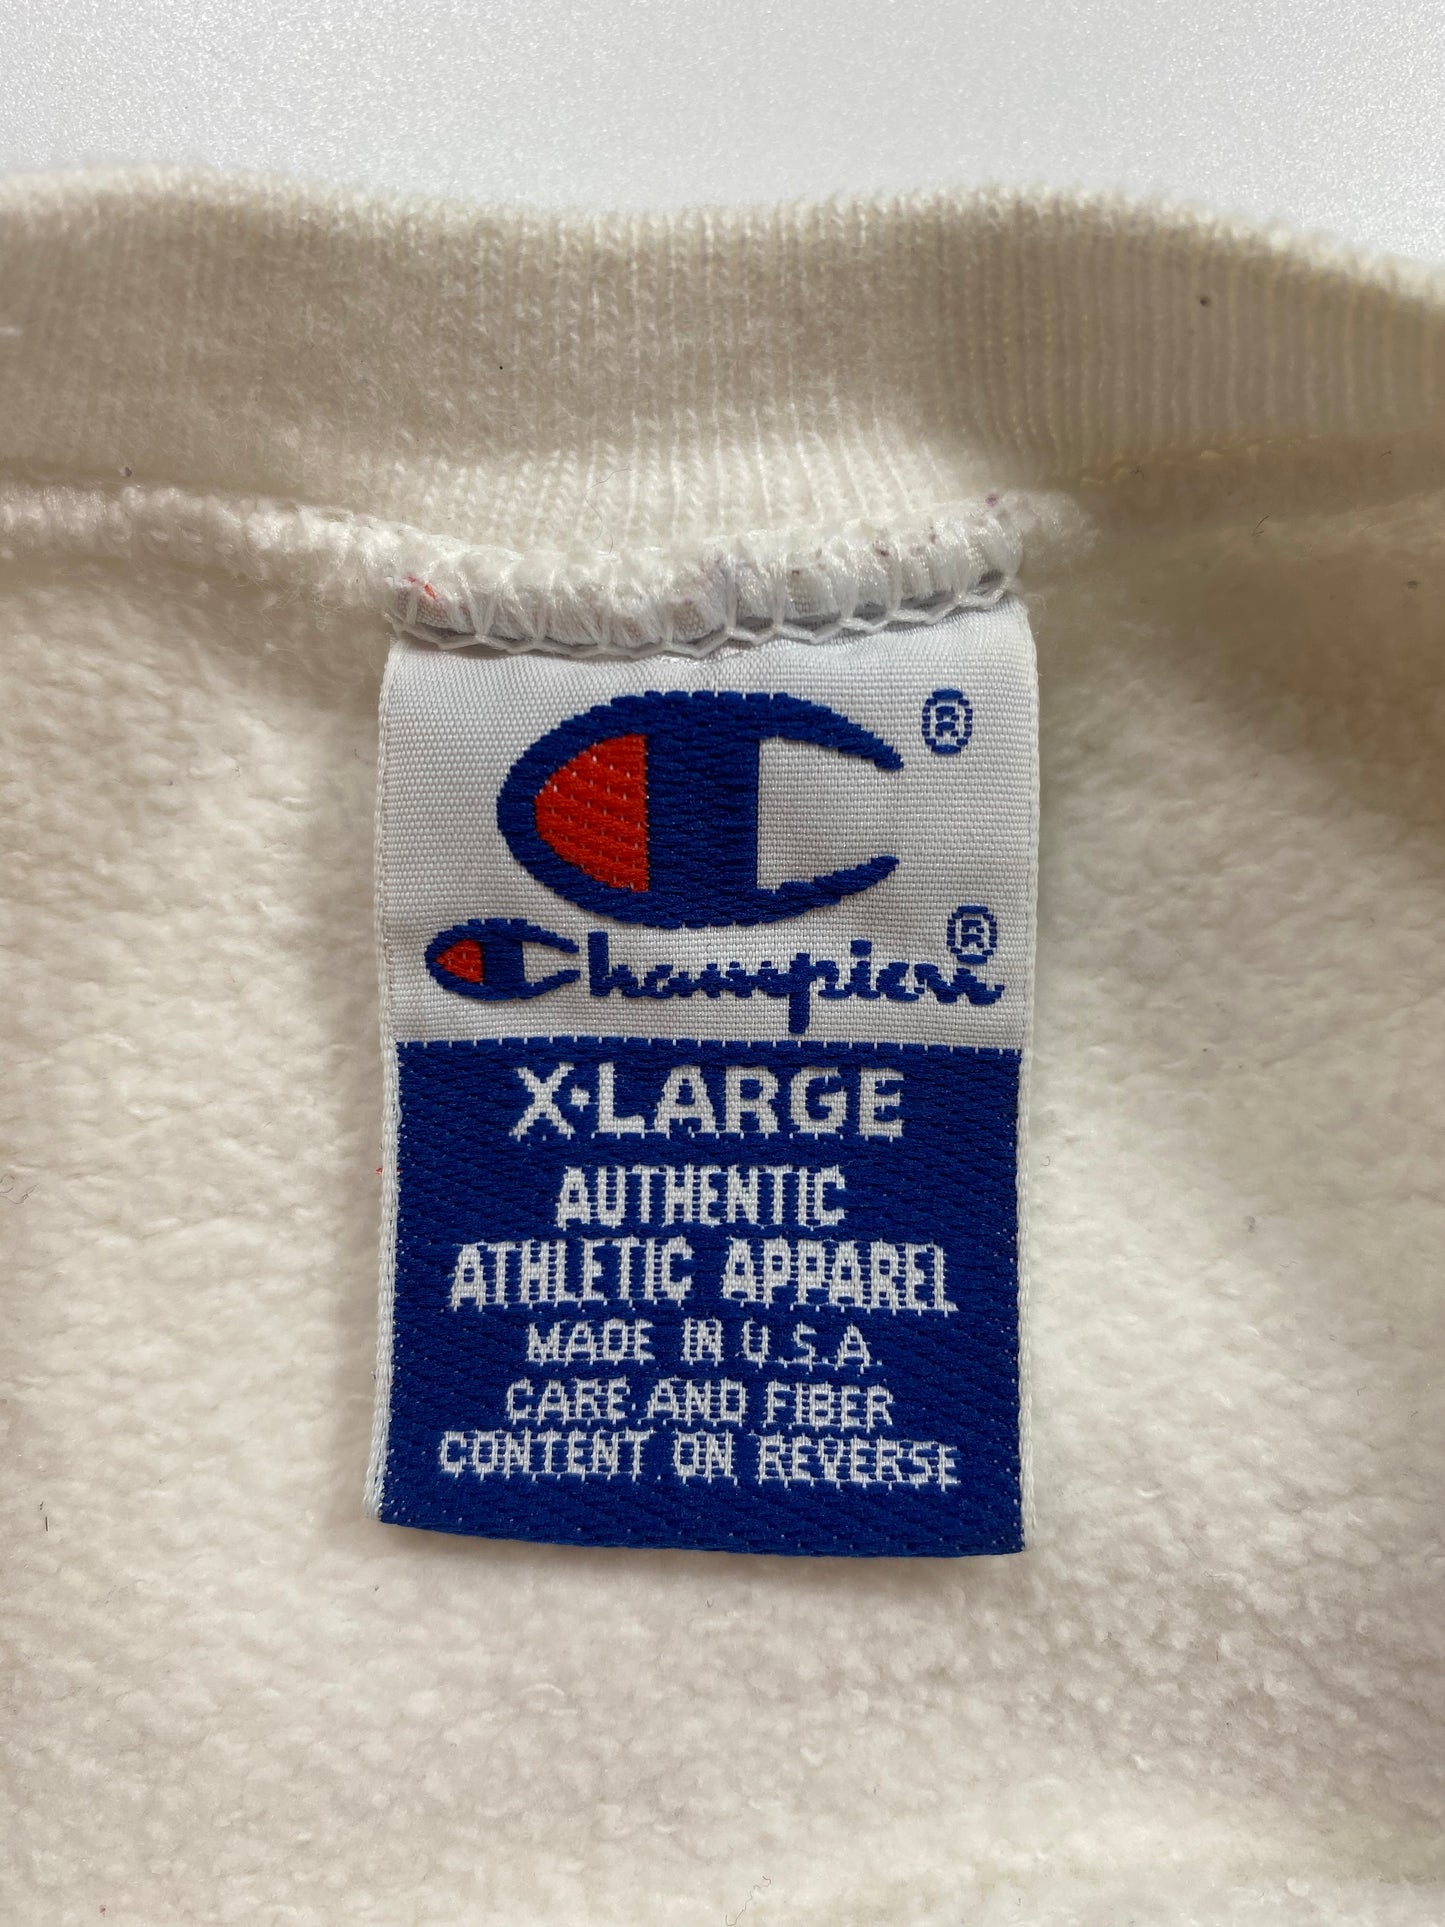 ®
Champion®
X-LARGE
AUTHENTIC
ATHLETIC APPAREL
MADE IN U.S.A.
CARE AND FIBER
CONTENT ON REVERSE